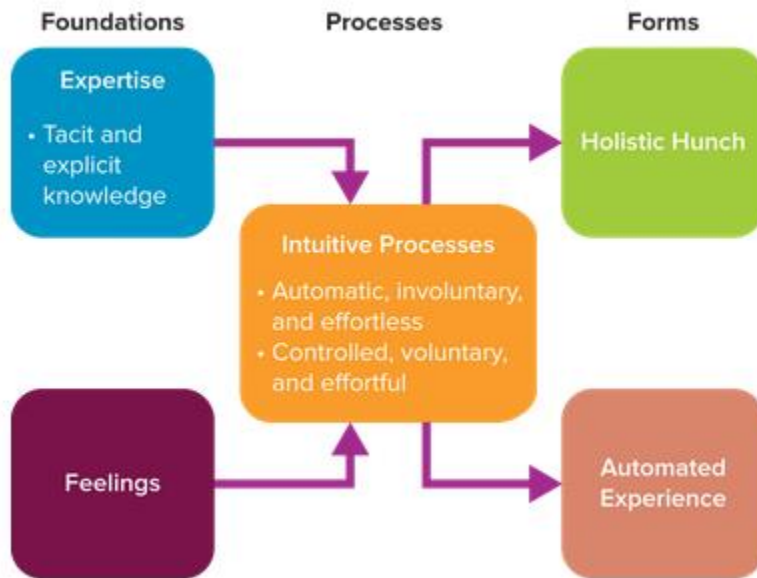 Foundations
Processes
Forms
Expertise
• Tacit and
explicit
knowledge
Holistic Hunch
Intuitive Processes
• Automatic, involuntary,
and effortless
• Controlled, voluntary,
and effortful
Feelings
Automated
Experience